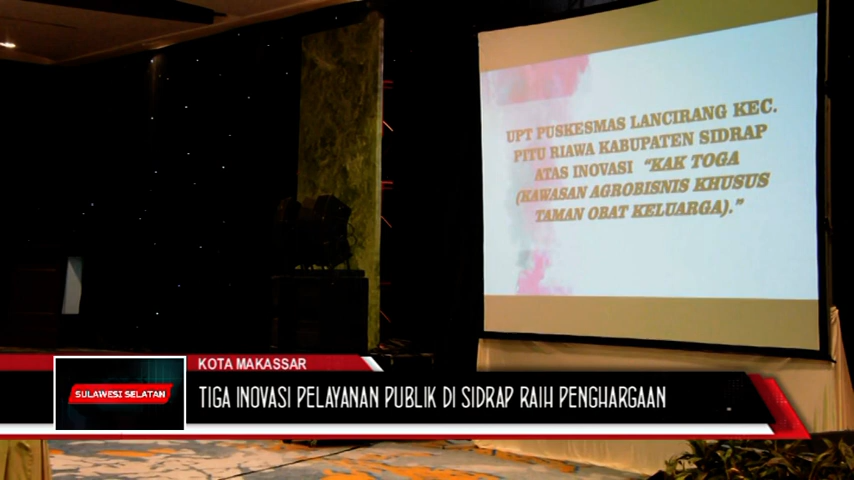 UPT PUSKESMAS LANCIRANG KEC.
PITU RIAWA KABUPATEN SIDRAP
ATAS INOVASI "KAK TOGA
(KAWASAN AGROBISNIS KHUSUS
TAMAN OBAT KELUARGA)."
KOTA MAKASSAR
SULAWESI SELATAN
TIGA INOVASI PELAYANAN PUBLIK DI SIDRAP RAIH PENGHARGAAN